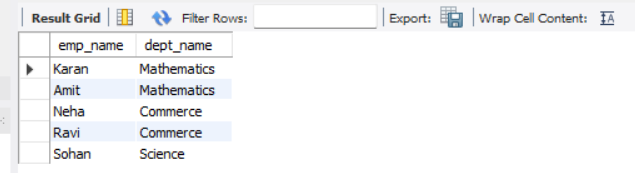 Result Grid Filter Rows: Export: Wrap Cell Content:
emp_name dept_name
Karan Mathematics
Amit Mathematics
Neha Commerce
Ravi Commerce
Sohan Science